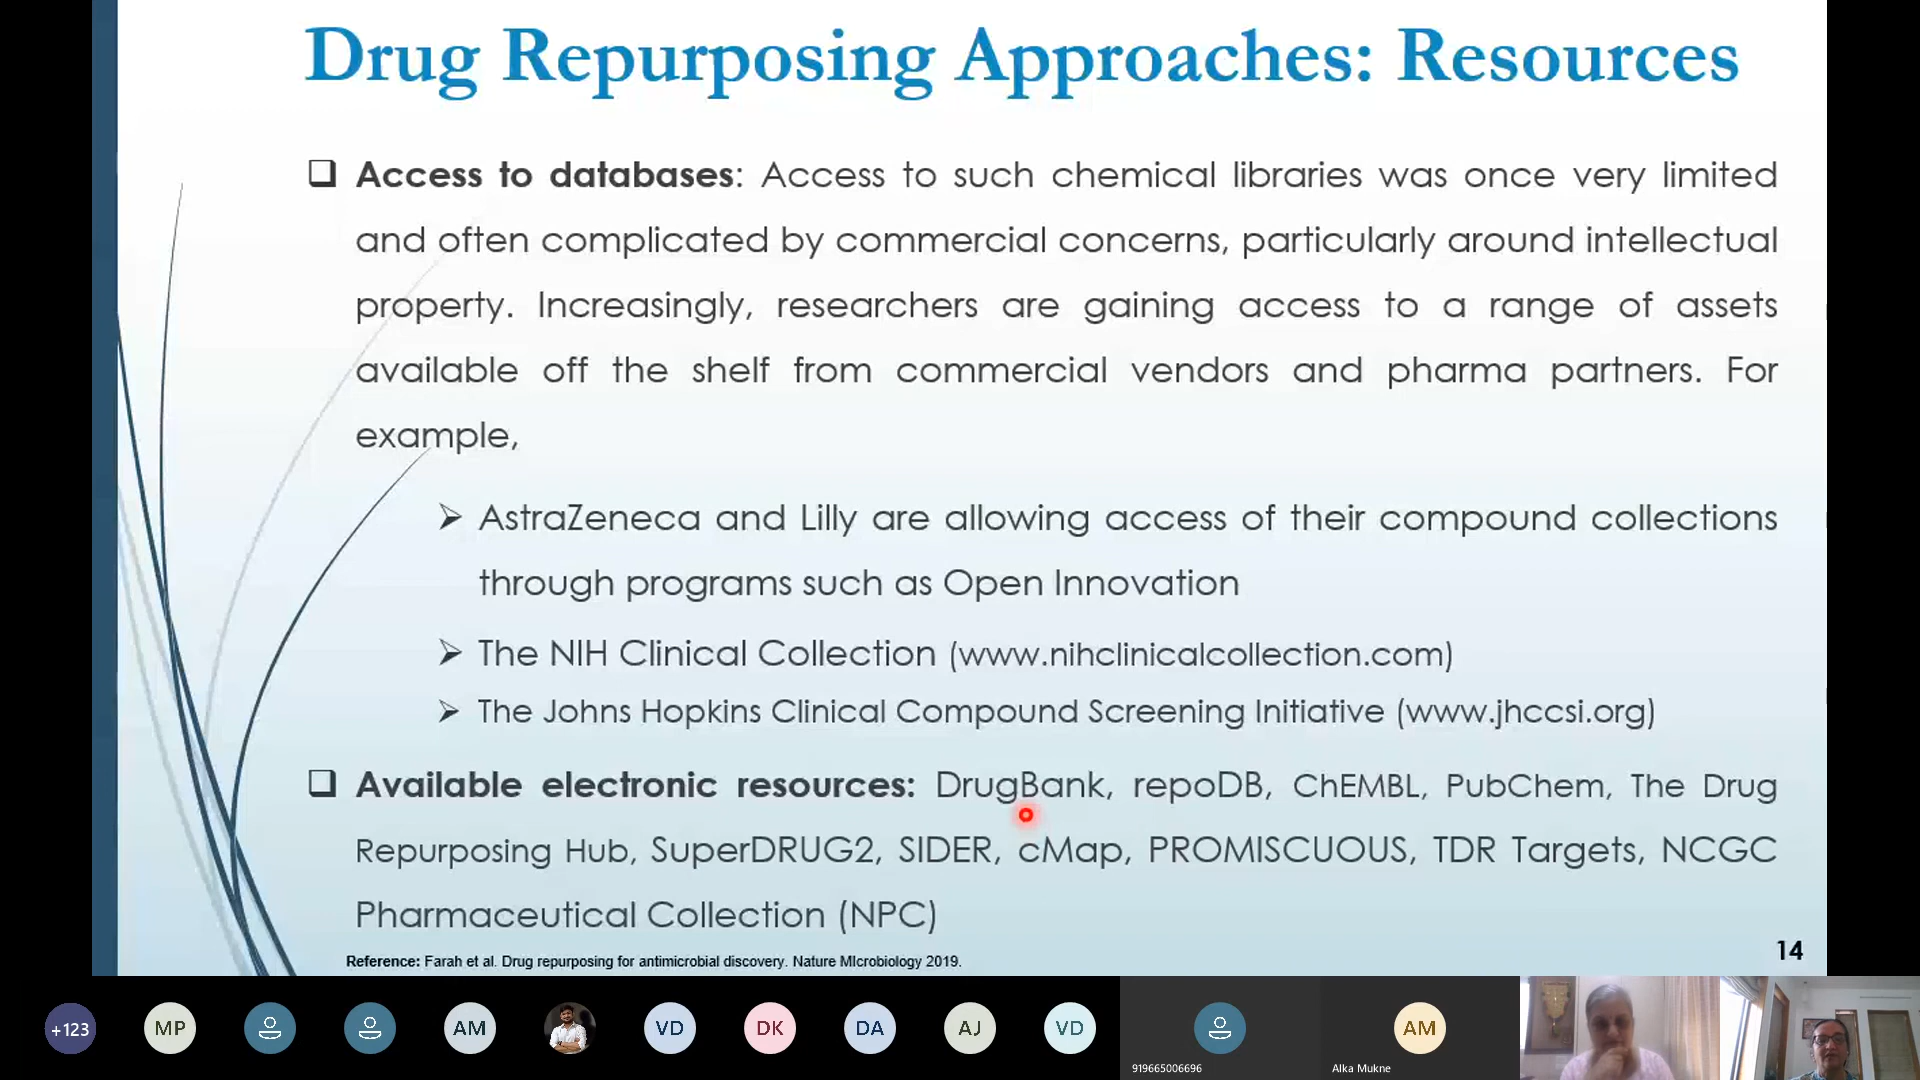 Drug Repurposing Approaches: Resources
❑ Access to databases: Access to such chemical libraries was once very limited
and often complicated by commercial concerns, particularly around intellectual
property. Increasingly, researchers are gaining access to a range of assets
available off the shelf from commercial vendors and pharma partners. For
example,
➢ AstraZeneca and Lilly are allowing access of their compound collections
through programs such as Open Innovation
➢ The NIH Clinical Collection (www.nihclinicalcollection.com)
➢ The Johns Hopkins Clinical Compound Screening Initiative (www.jhccsi.org)
❑ Available electronic resources: DrugBank, repoDB, ChEMBL, PubChem, The Drug
Repurposing Hub, SuperDRUG2, SIDER, cMap, PROMISCUOUS, TDR Targets, NCGC
Pharmaceutical Collection (NPC)
Reference: Farah et al. Drug repurposing for antimicrobial discovery. Nature MIcrobiology 2019.
14
+123 MP AM VD DK DA AJ VD AM
919665006696 Alka Mukne